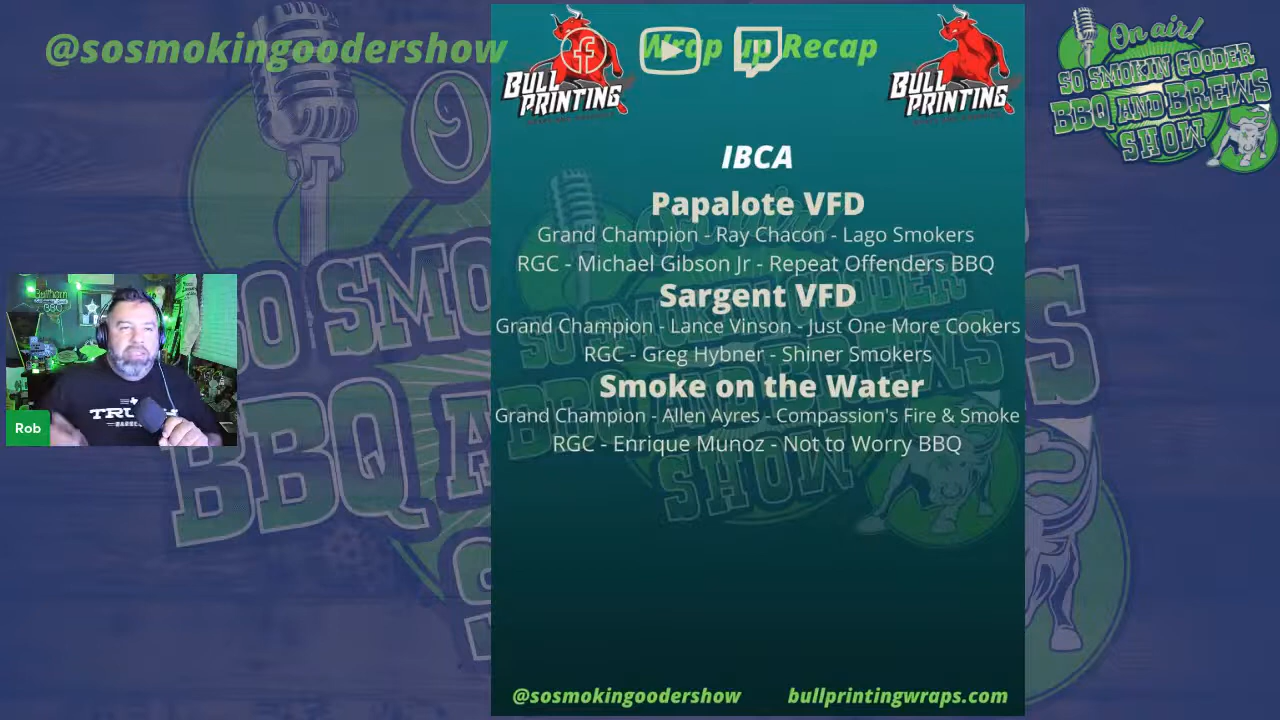 @sosmokingoodershow
Wrap up Recap
BULL
PRINTING
BULL
PRINTING
On air!
SO SMOKIN GOODER
BBQ AND BREWS
SHOW
IBCA
Papalote VFD
Grand Champion - Ray Chacon - Lago Smokers
RGC - Michael Gibson Jr - Repeat Offenders BBQ
Sargent VFD
Grand Champion - Lance Vinson - Just One More Cookers
RGC - Greg Hybner - Shiner Smokers
Smoke on the Water
Grand Champion - Allen Ayres - Compassion's Fire & Smoke
RGC - Enrique Munoz - Not to Worry BBQ
Rob
@sosmokingoodershow
bullprintingwraps.com